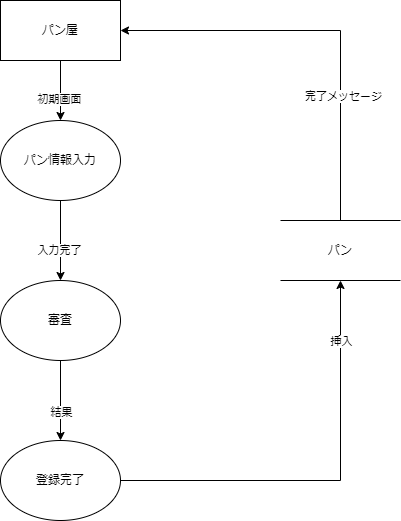 パン屋
初期画面
完了メッセージ
パン情報入力
入力完了
パン
審査
挿入
結果
登録完了